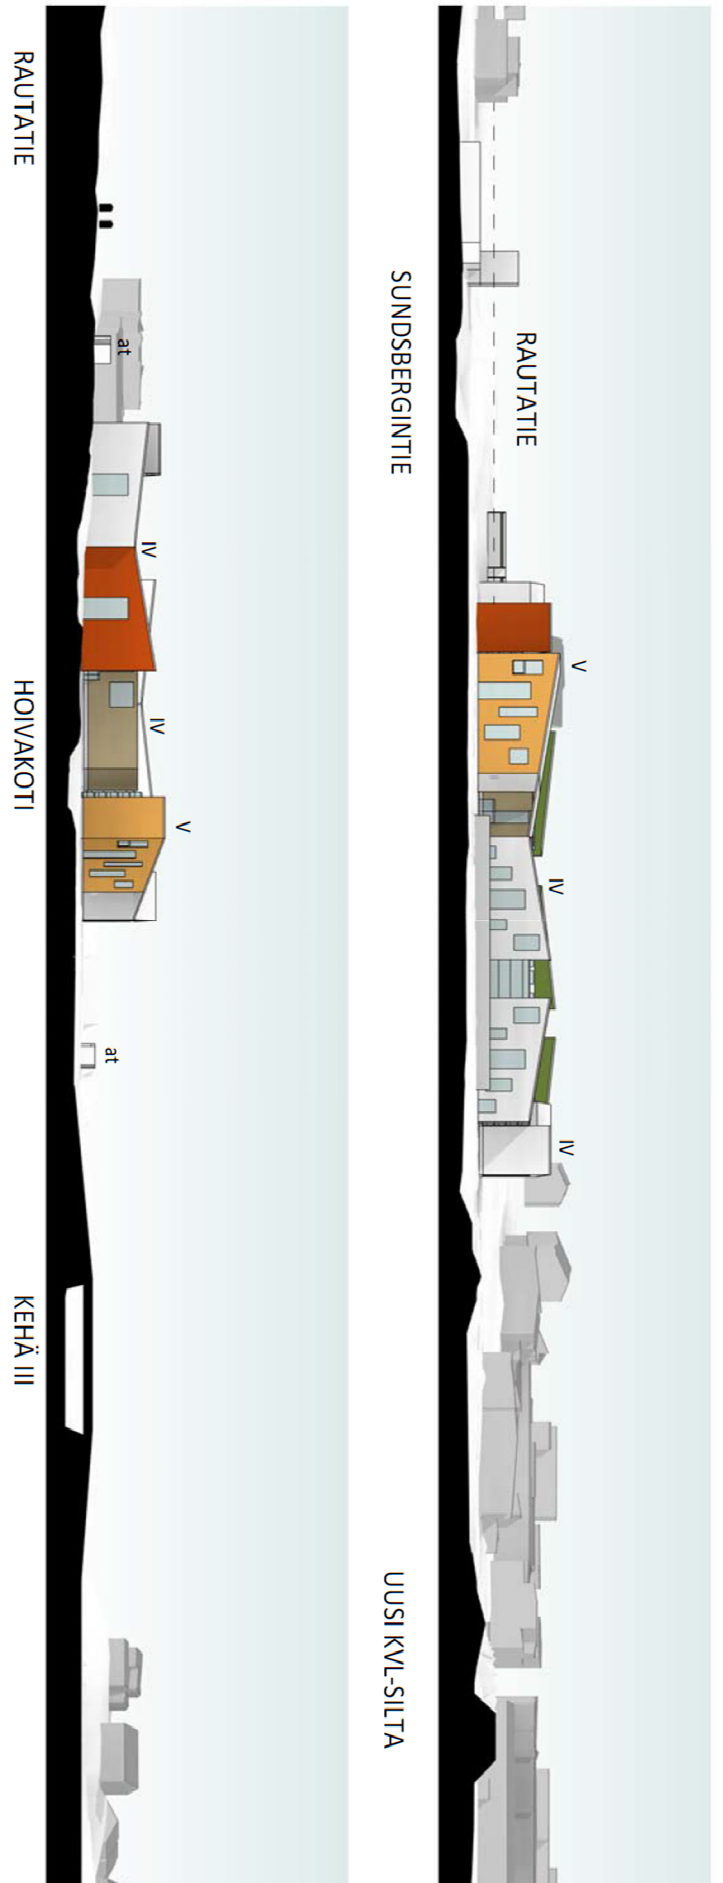 RAUTATIE
V
IV
IV
SUNDSBERGINTIE
UUSI KVL-SILTA
at
IV
IV
V
at
RAUTATIE
HOIVAKOTI
KEHÄ III